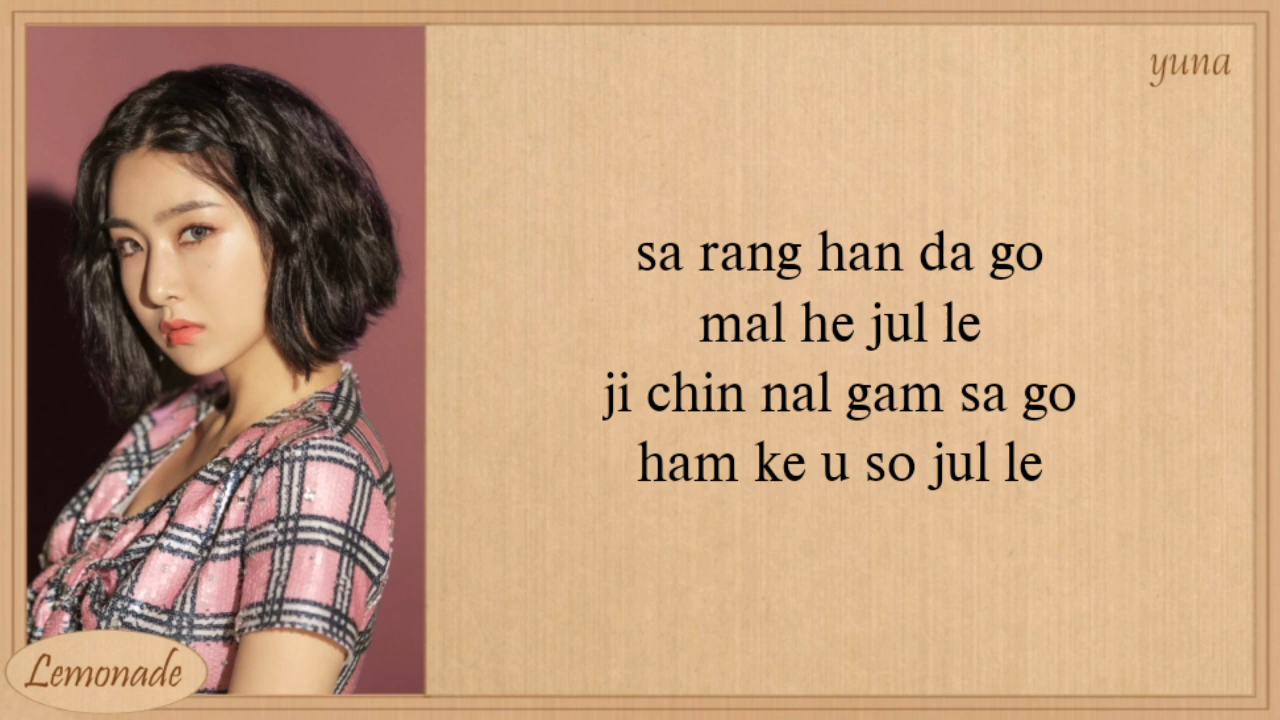 yuna
sa rang han da go
mal he jul le
ji chin nal gam sa go
ham ke u so jul le
Lemonade